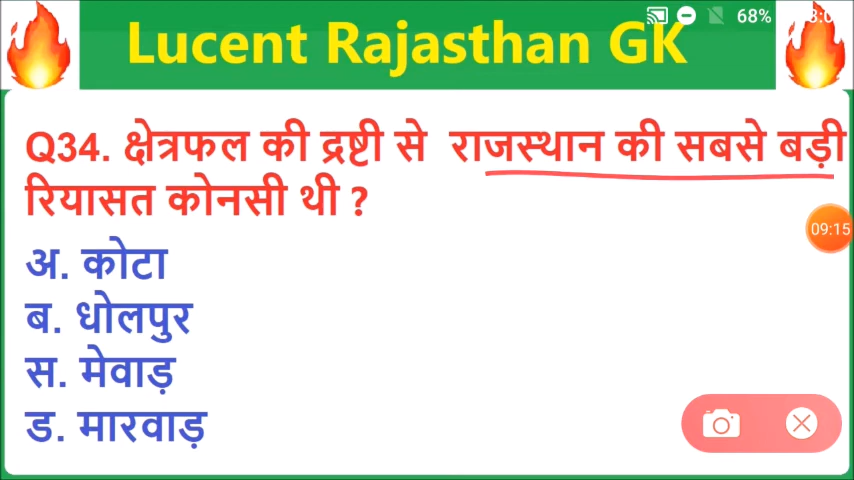 Lucent Rajasthan GK
68%
Q34. क्षेत्रफल की द्रष्टी से राजस्थान की सबसे बड़ी
रियासत कोनसी थी ?
09:15
अ. कोटा
ब. धोलपुर
स. मेवाड़
ड. मारवाड़